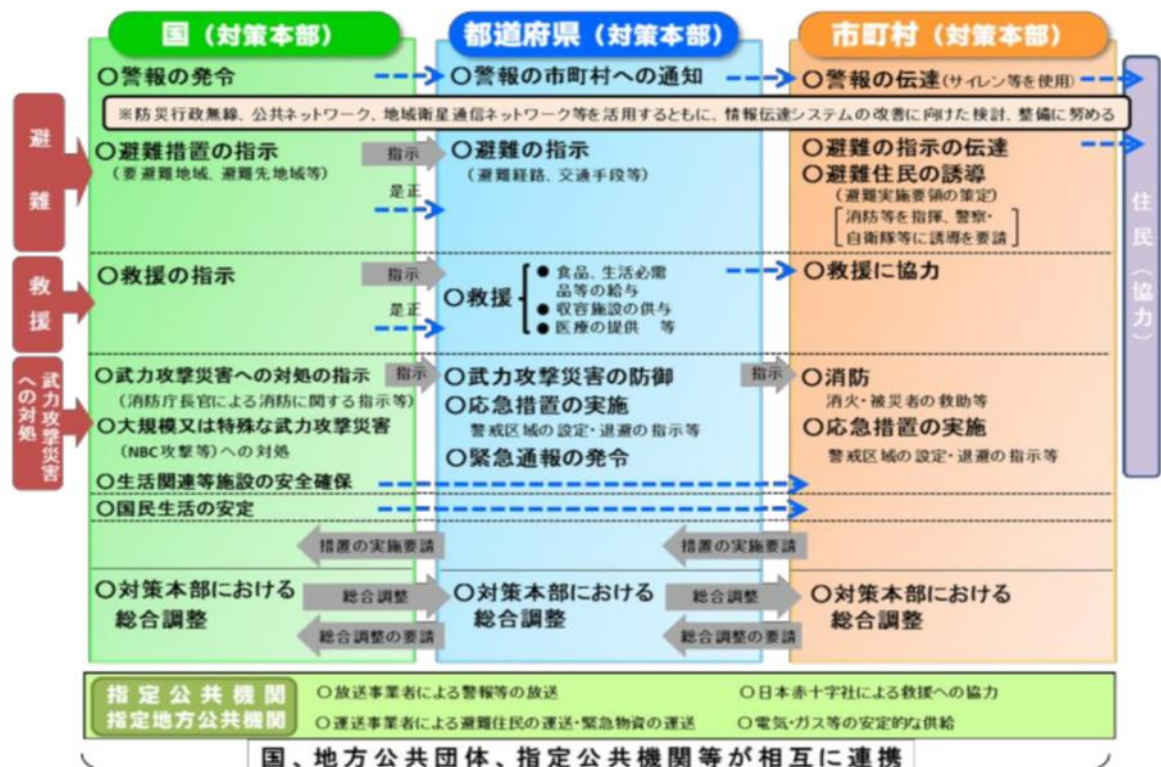 国（対策本部）
都道府県（対策本部）
市町村（対策本部）
○警報の発令
○警報の市町村への通知
○警報の伝達（サイレン等を使用）
※防災行政無線、公共ネットワーク、地域衛星通信ネットワーク等を活用するともに、情報伝達システムの改善に向けた検討、整備に努める
避難
○避難措置の指示
（要避難地域、避難先地域等）
指示
是正
○避難の指示
（避難経路、交通手段等）
○避難の指示の伝達
○避難住民の誘導
（避難実施要領の策定）
消防等を指揮、警察・
自衛隊等に誘導を要請
住民（協力）
救援
○救援の指示
指示
是正
○救援
● 食品、生活必需
品等の給与
● 収容施設の供与
● 医療の提供 等
○救援に協力
武力攻撃災害
への対処
○武力攻撃災害への対処の指示
（消防庁長官による消防に関する指示等）
○大規模又は特殊な武力攻撃災害
（NBC攻撃等）への対処
指示
○武力攻撃災害の防御
○応急措置の実施
警戒区域の設定・退避の指示等
○緊急通報の発令
指示
○消防
消火・被災者の救助等
○応急措置の実施
警戒区域の設定・退避の指示等
○生活関連等施設の安全確保
○国民生活の安定
措置の実施要請
措置の実施要請
○対策本部における
総合調整
総合調整
総合調整の要請
○対策本部における
総合調整
総合調整
総合調整の要請
○対策本部における
総合調整
指定公共機関
指定地方公共機関
○放送事業者による警報等の放送
○日本赤十字社による救援への協力
○運送事業者による避難住民の運送・緊急物資の運送
○電気・ガス等の安定的な供給
国、地方公共団体、指定公共機関等が相互に連携